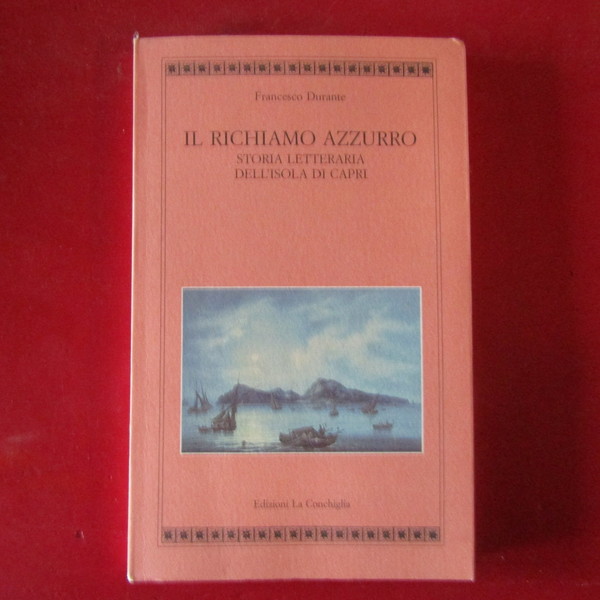 Francesco Durante
IL RICHIAMO AZZURRO
STORIA LETTERARIA
DELL'ISOLA DI CAPRI
Edizioni La Conchiglia